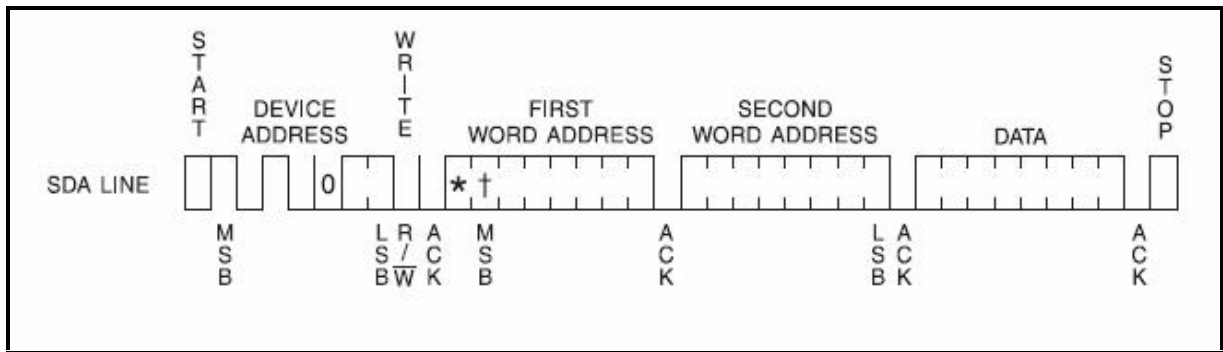 START
WRITE
STOP
DEVICE
ADDRESS
FIRST
WORD ADDRESS
SECOND
WORD ADDRESS
DATA
SDA LINE
0
* †
MSB
LSB
R/W̅
ACK
MSB
ACK
LSB
ACK
ACK